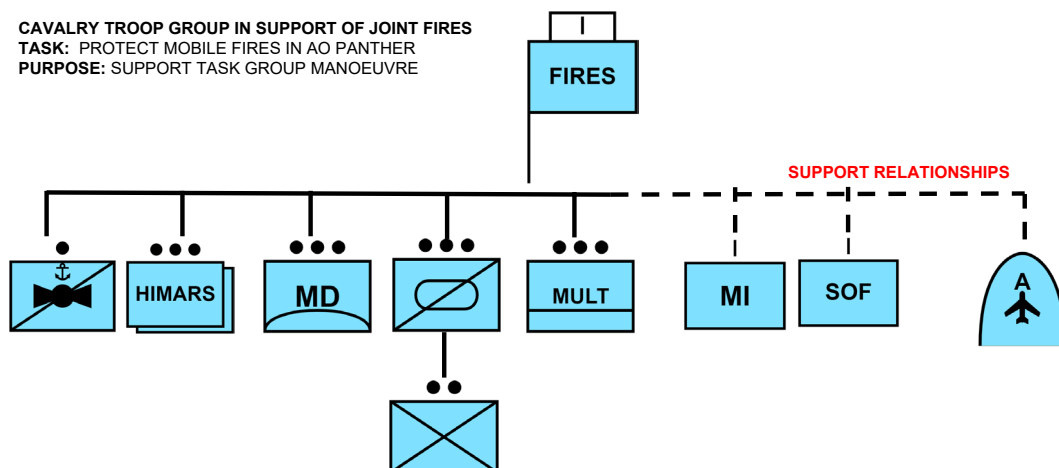 CAVALRY TROOP GROUP IN SUPPORT OF JOINT FIRES
TASK: PROTECT MOBILE FIRES IN AO PANTHER
PURPOSE: SUPPORT TASK GROUP MANOEUVRE
I
FIRES
SUPPORT RELATIONSHIPS
HIMARS
MD
MULT
MI
SOF
A